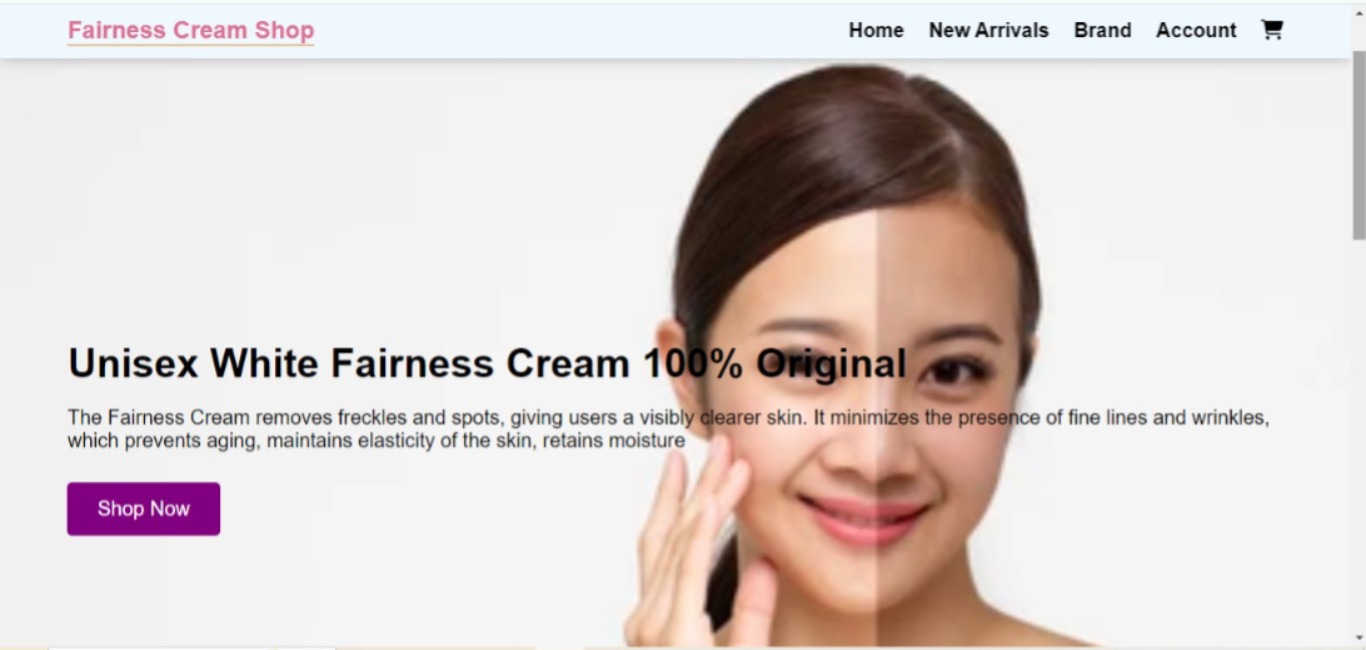 Fairness Cream Shop
Home New Arrivals Brand Account
Unisex White Fairness Cream 100% Original
The Fairness Cream removes freckles and spots, giving users a visibly clearer skin. It minimizes the presence of fine lines and wrinkles,
which prevents aging, maintains elasticity of the skin, retains moisture
Shop Now